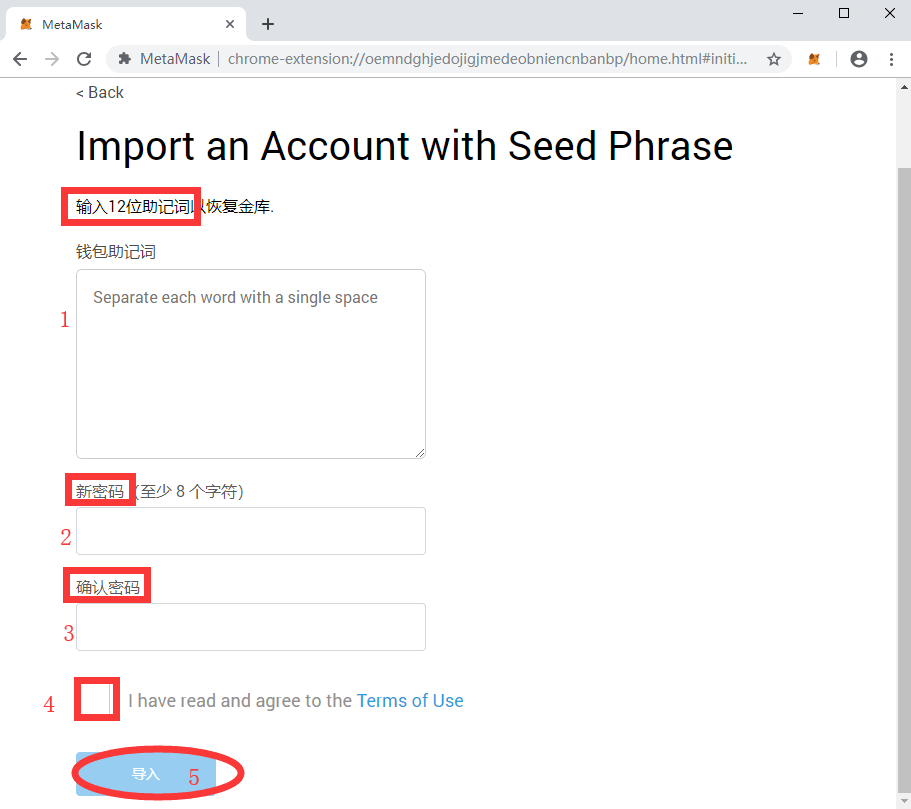 MetaMask
MetaMask chrome-extension://oemndghjedojigjmedeobniencnbanbp/home.html#initi...
< Back
Import an Account with Seed Phrase
输入12位助记词以恢复金库.
钱包助记词
Separate each word with a single space
1
新密码 (至少 8 个字符)
2
确认密码
3
4 I have read and agree to the Terms of Use
导入 5